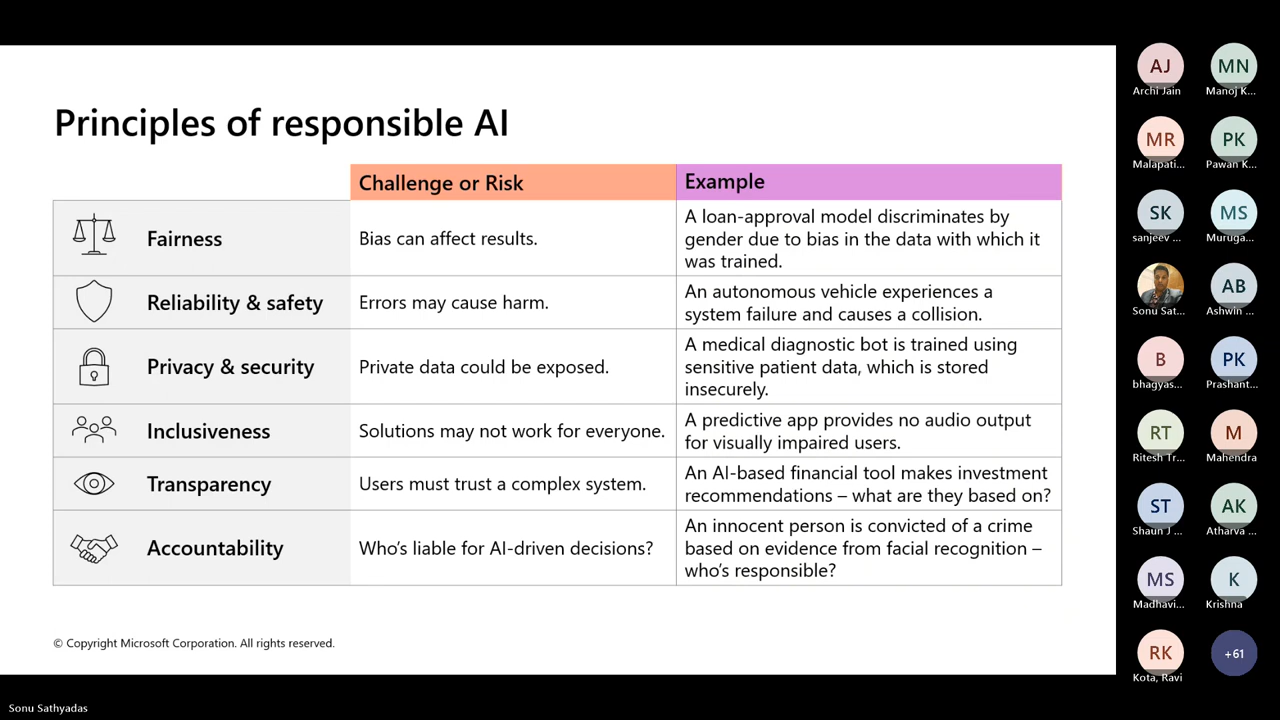 Principles of responsible AI
Challenge or Risk
Example
Fairness
Bias can affect results.
A loan-approval model discriminates by
gender due to bias in the data with which it
was trained.
Reliability & safety
Errors may cause harm.
An autonomous vehicle experiences a
system failure and causes a collision.
Privacy & security
Private data could be exposed.
A medical diagnostic bot is trained using
sensitive patient data, which is stored
insecurely.
Inclusiveness
Solutions may not work for everyone.
A predictive app provides no audio output
for visually impaired users.
Transparency
Users must trust a complex system.
An AI-based financial tool makes investment
recommendations – what are they based on?
Accountability
Who's liable for AI-driven decisions?
An innocent person is convicted of a crime
based on evidence from facial recognition –
who's responsible?
© Copyright Microsoft Corporation. All rights reserved.
Sonu Sathyadas
AJ
Archi Jain
MN
Manoj K...
MR
Malapati...
PK
Pawan K...
SK
sanjeev ...
MS
Muruga...
Sonu Sat...
AB
Ashwin ...
B
bhagyas...
PK
Prashant...
RT
Ritesh Tr...
M
Mahendra
ST
Shaun J ...
AK
Atharva ...
MS
Madhavi...
K
Krishna
RK
Kota, Ravi
+61